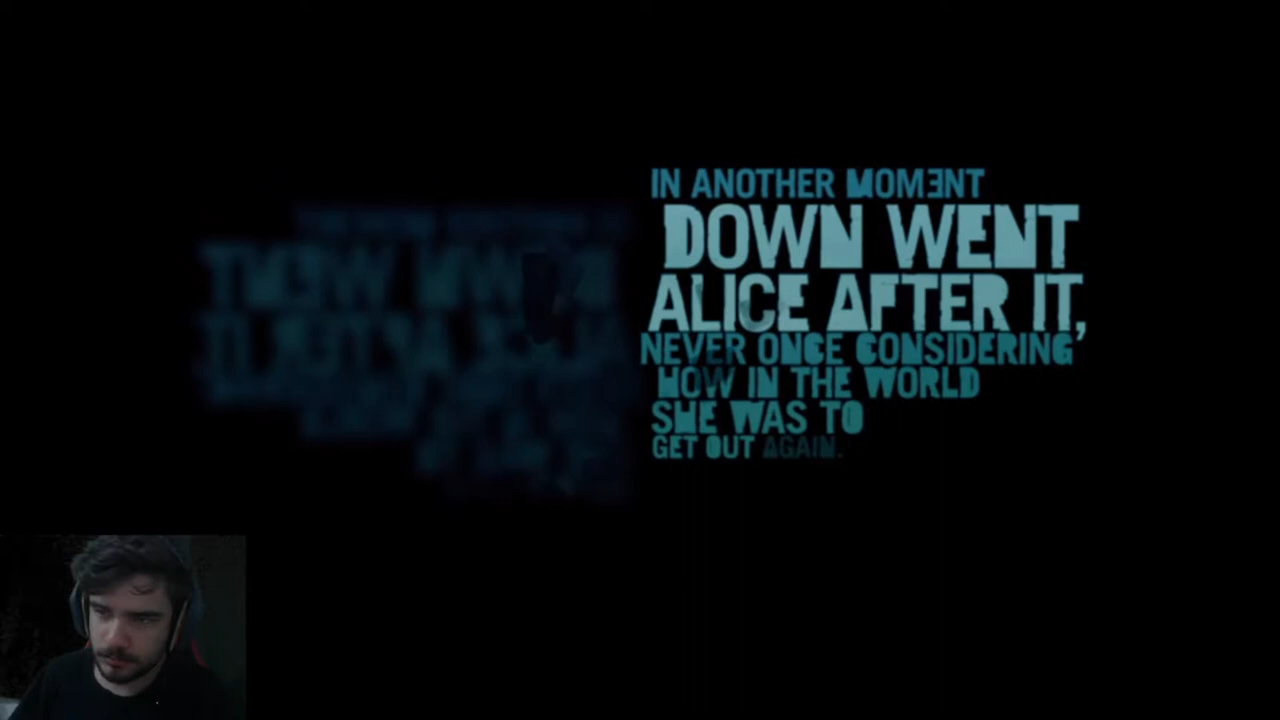 IN ANOTHER MOMENT
DOWN WENT
ALICE AFTER IT,
NEVER ONCE CONSIDERING
HOW IN THE WORLD
SHE WAS TO
GET OUT AGAIN.